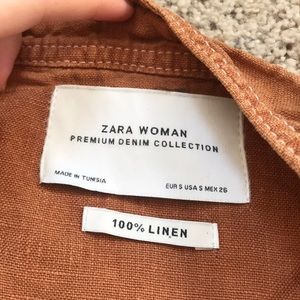 ZARA WOMAN
PREMIUM DENIM COLLECTION
MADE IN TUNISIA
EUR S USA S MEX 26
100% LINEN